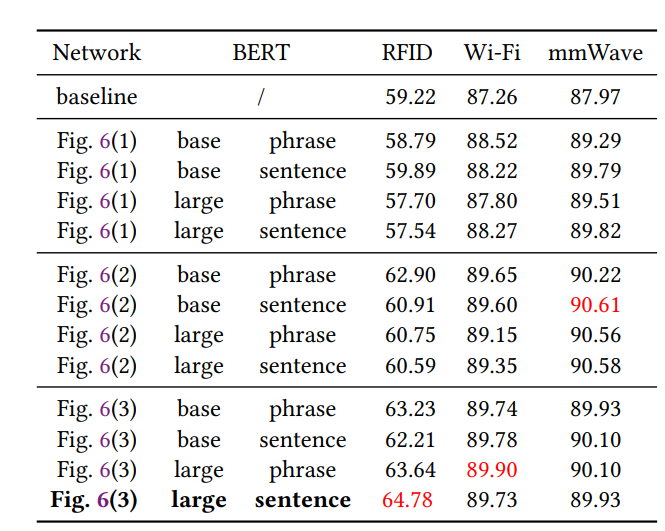 Network BERT RFID Wi-Fi mmWave
baseline / 59.22 87.26 87.97
Fig. 6(1) base phrase 58.79 88.52 89.29
Fig. 6(1) base sentence 59.89 88.22 89.79
Fig. 6(1) large phrase 57.70 87.80 89.51
Fig. 6(1) large sentence 57.54 88.27 89.82
Fig. 6(2) base phrase 62.90 89.65 90.22
Fig. 6(2) base sentence 60.91 89.60 90.61
Fig. 6(2) large phrase 60.75 89.15 90.56
Fig. 6(2) large sentence 60.59 89.35 90.58
Fig. 6(3) base phrase 63.23 89.74 89.93
Fig. 6(3) base sentence 62.21 89.78 90.10
Fig. 6(3) large phrase 63.64 89.90 90.10
Fig. 6(3) large sentence 64.78 89.73 89.93